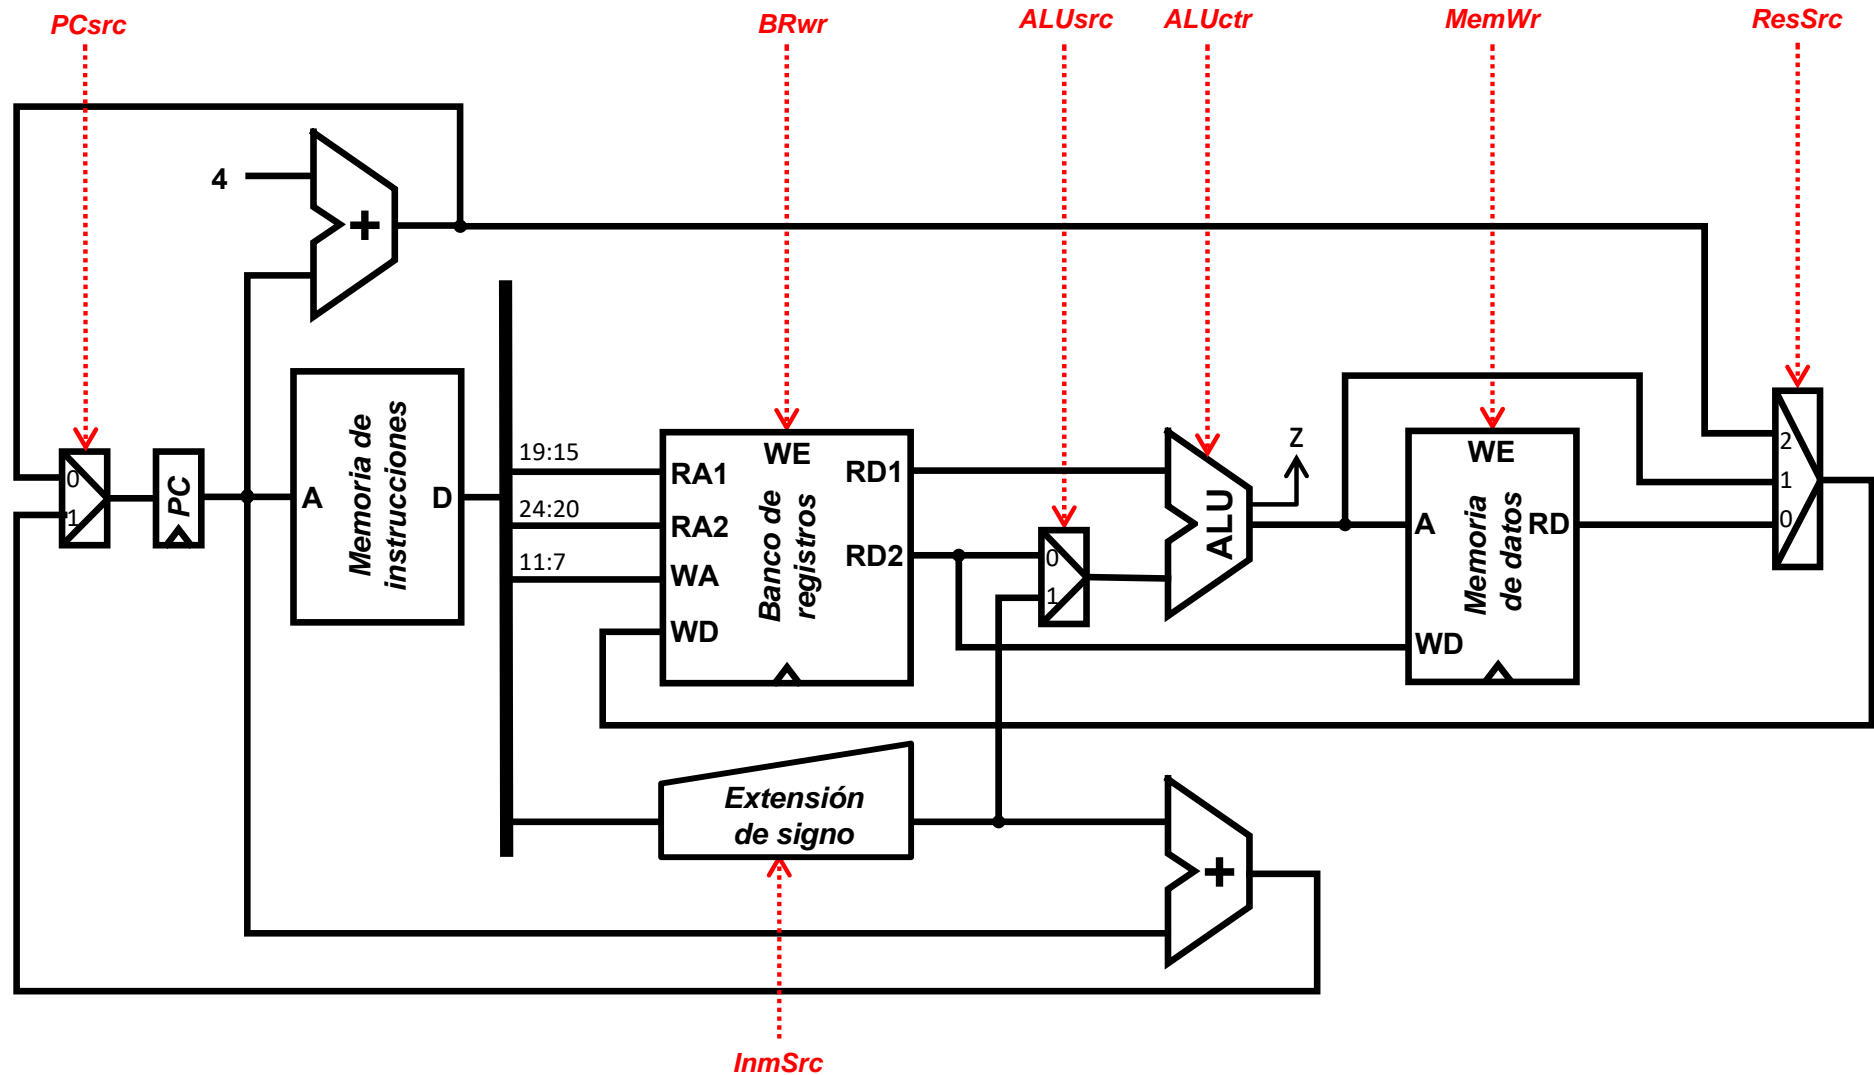 PCsrc
BRwr
ALUsrc
ALUctr
MemWr
ResSrc
4
+
0
1
PC
A
Memoria de
instrucciones
D
19:15
24:20
11:7
RA1
RA2
WA
WD
WE
Banco de
registros
RD1
RD2
0
1
ALU
Z
A
WD
WE
Memoria
de datos
RD
2
1
0
Extensión
de signo
+
InmSrc